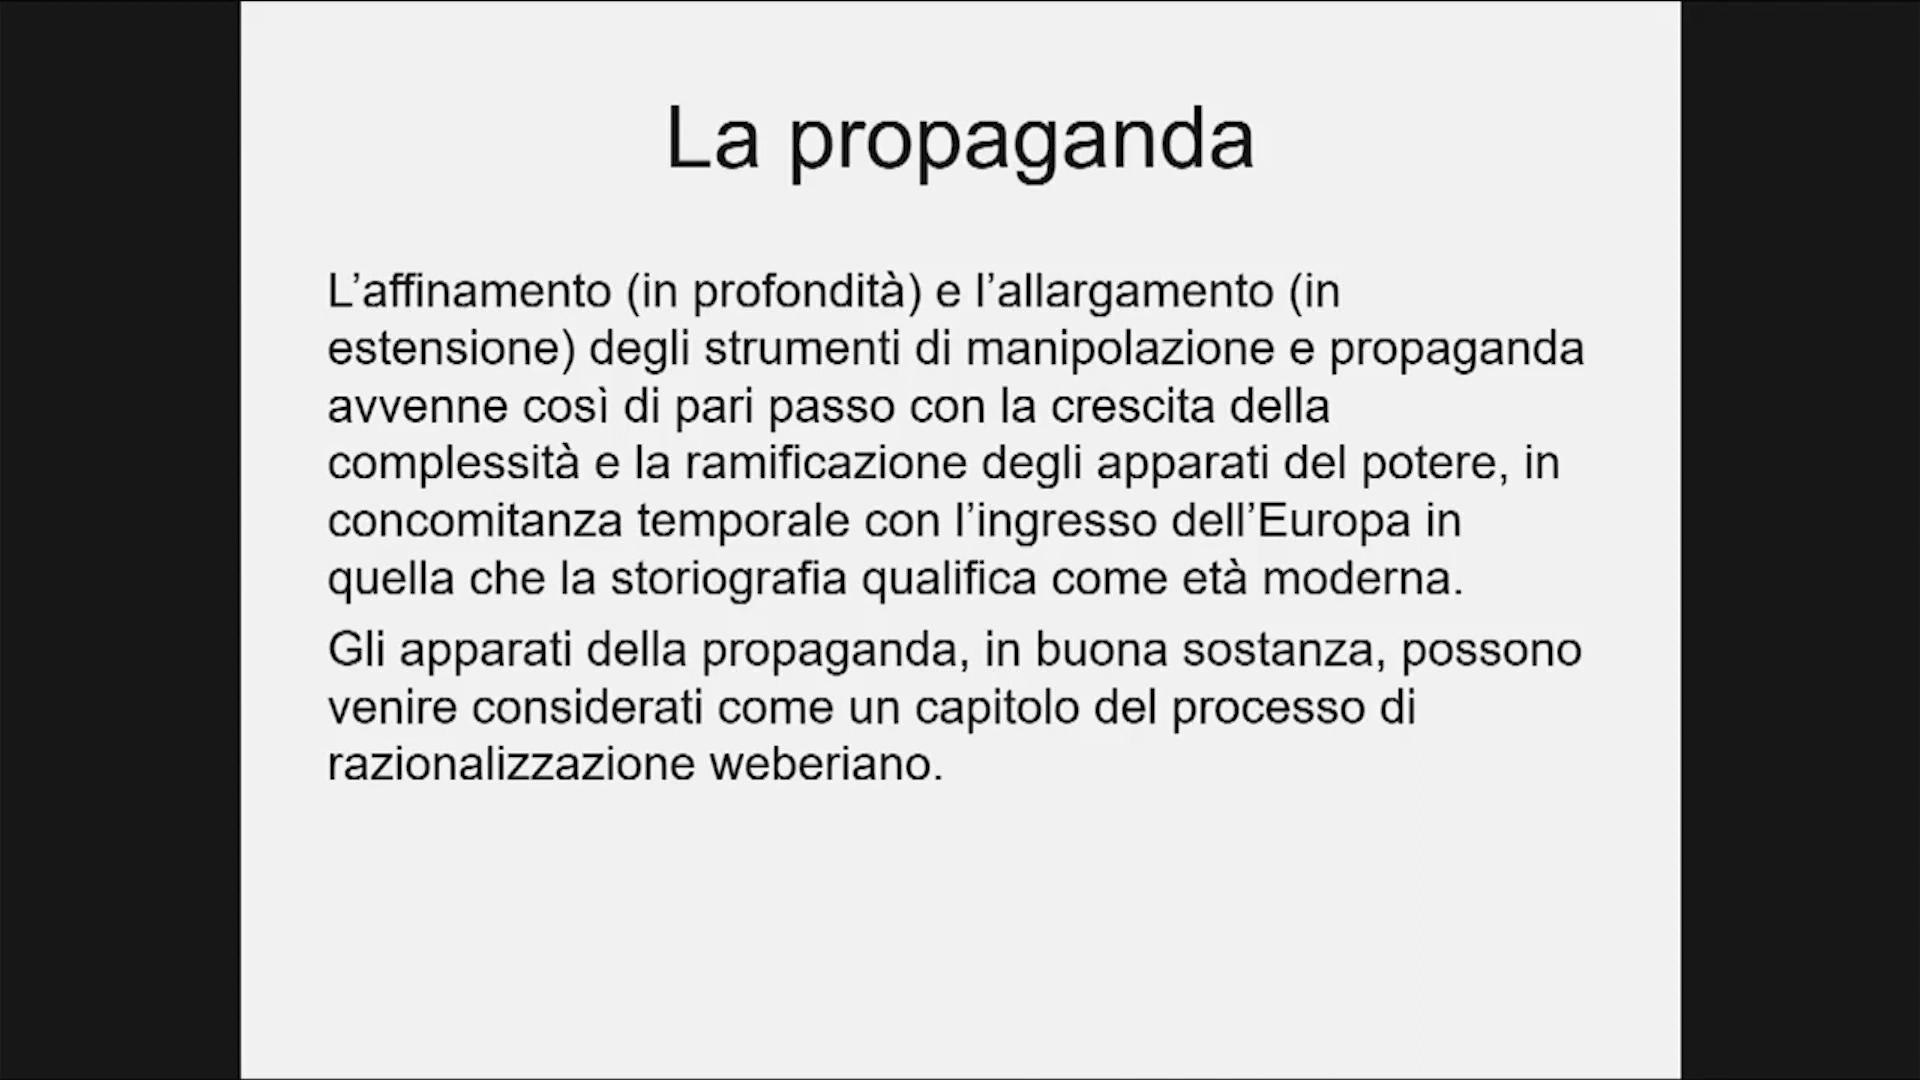 La propaganda
L’affinamento (in profondità) e l’allargamento (in
estensione) degli strumenti di manipolazione e propaganda
avvenne così di pari passo con la crescita della
complessità e la ramificazione degli apparati del potere, in
concomitanza temporale con l’ingresso dell’Europa in
quella che la storiografia qualifica come età moderna.
Gli apparati della propaganda, in buona sostanza, possono
venire considerati come un capitolo del processo di
razionalizzazione weberiano.